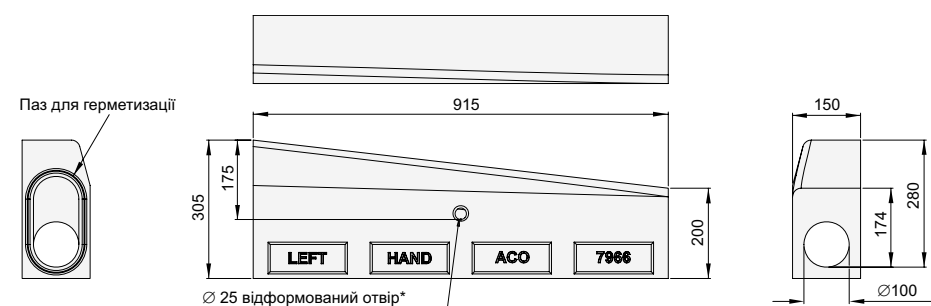 Паз для герметизації
915
150
305
175
200
174
280
LEFT
HAND
ACO
7966
∅ 25 відформований отвір*
∅100